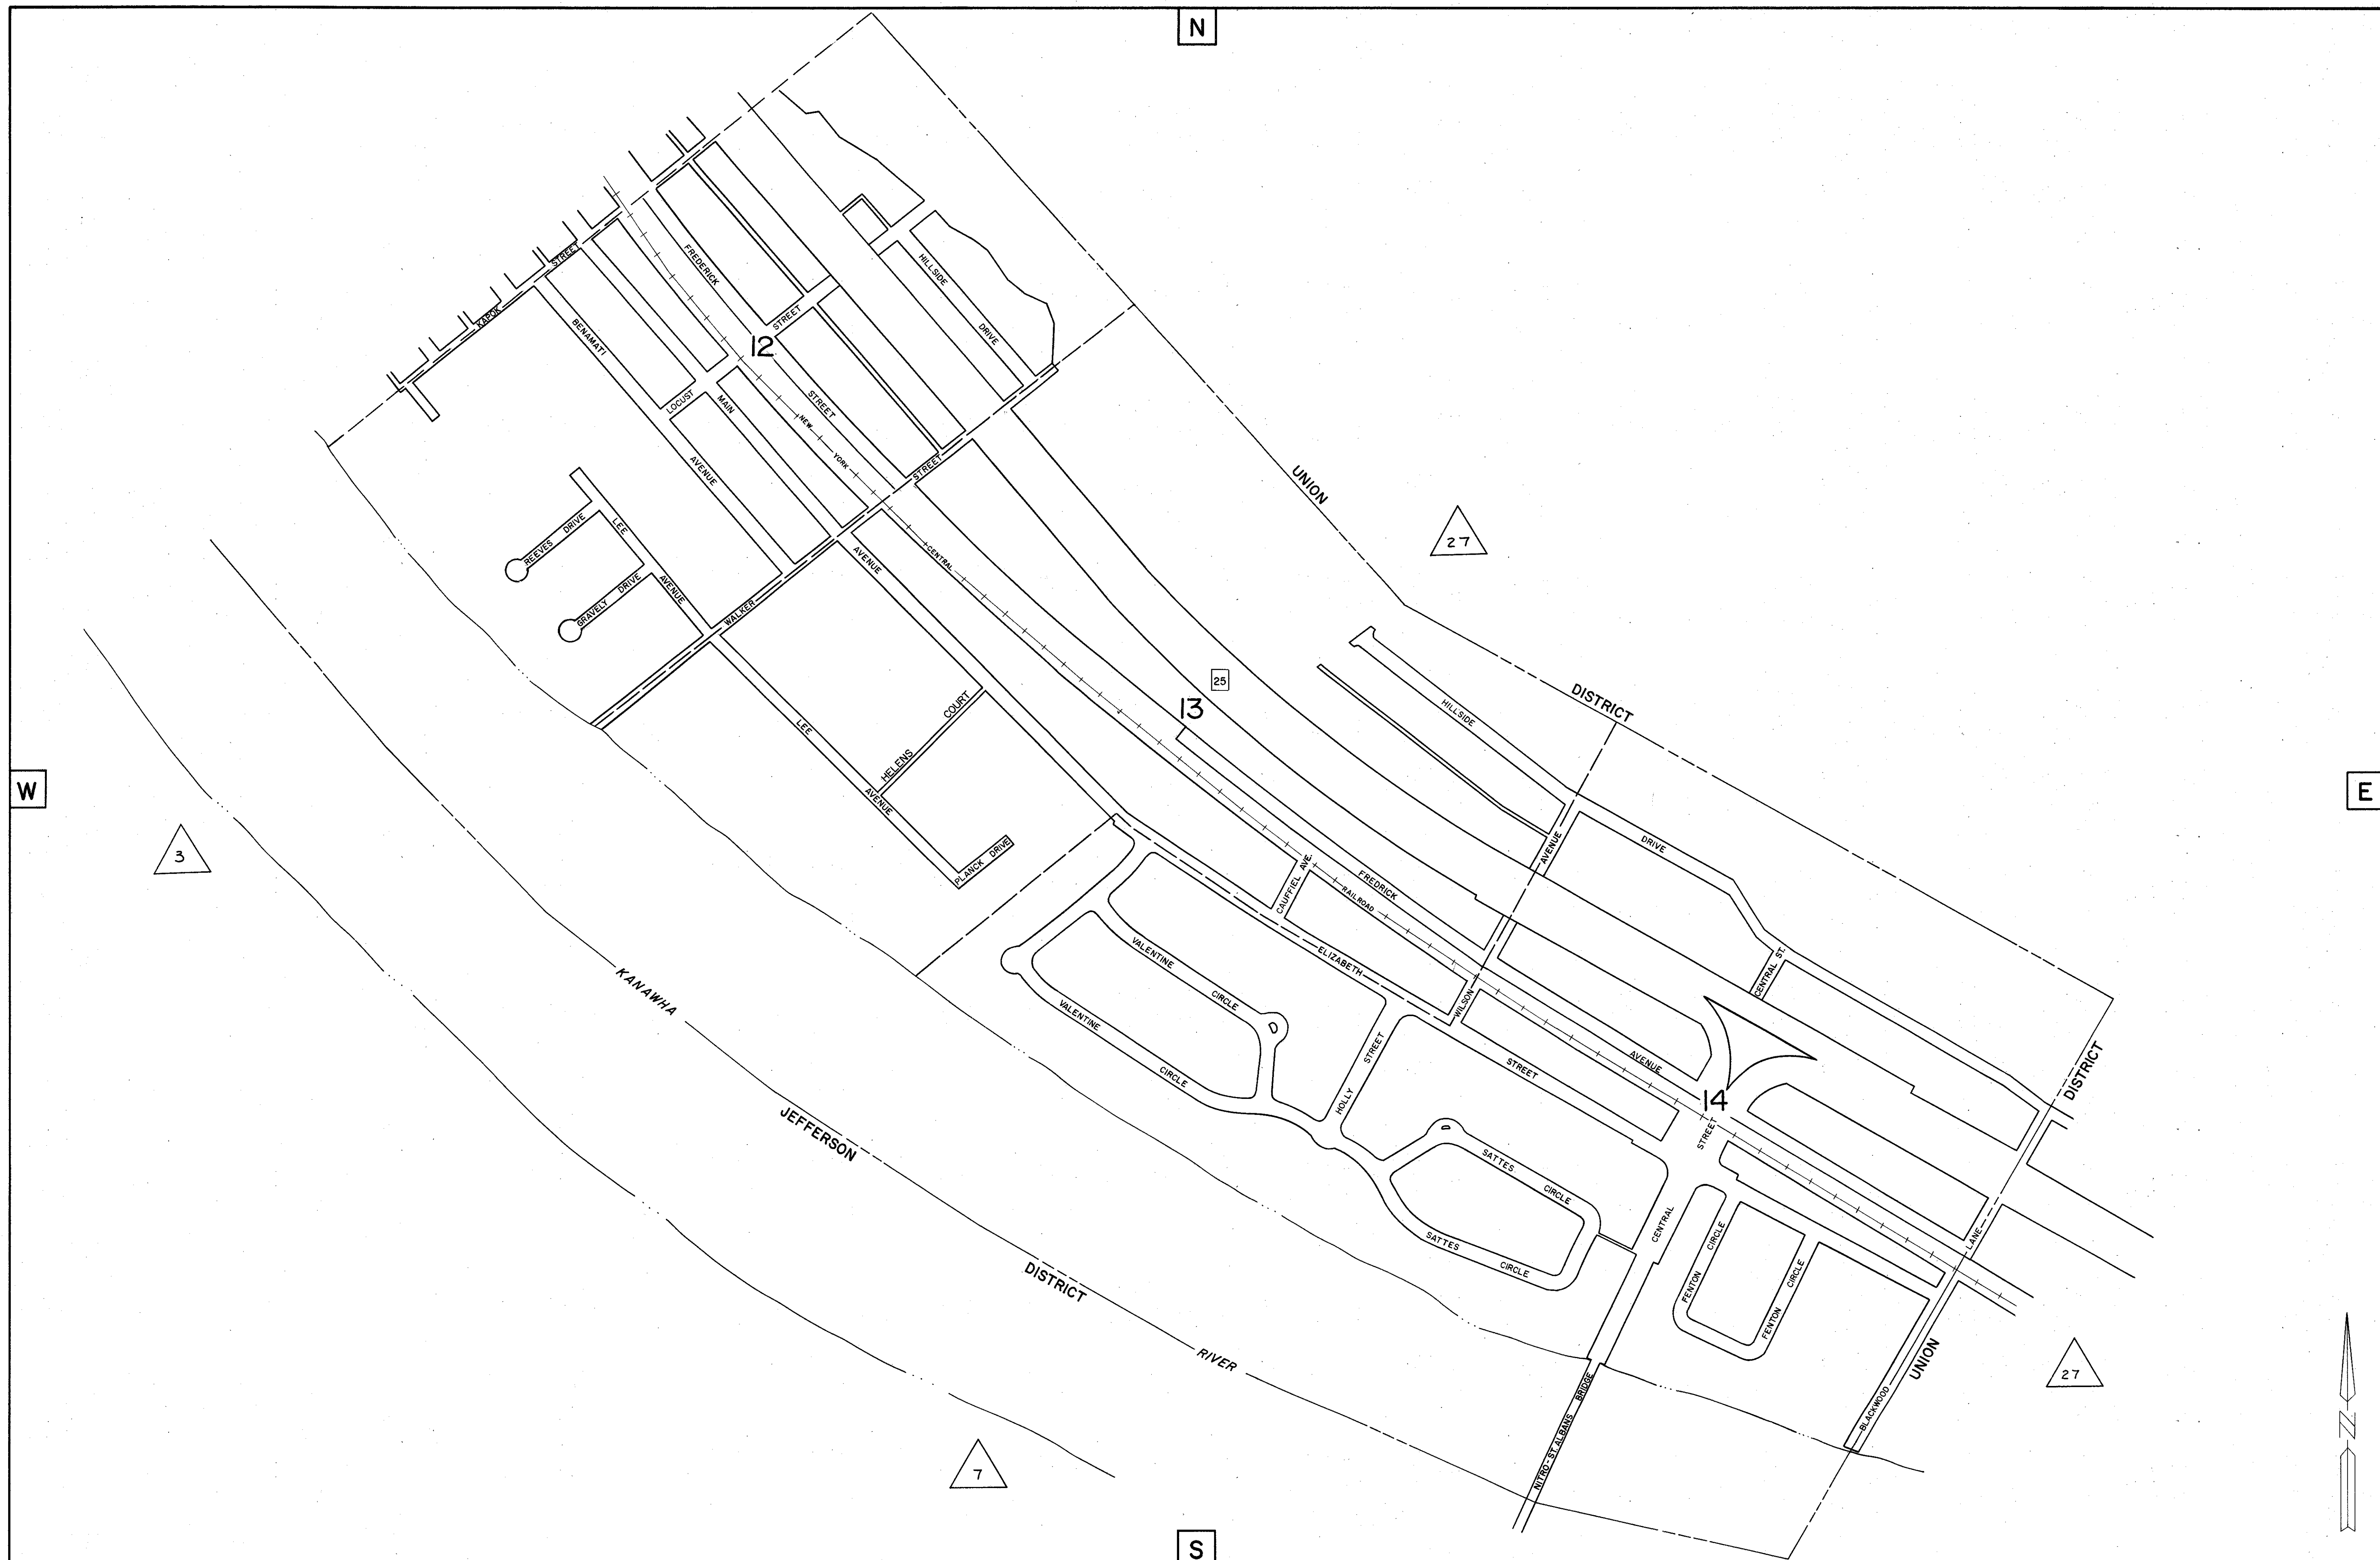 N
W
E
S
KAPOK
STREET
FREDERICK
STREET
12
STREET
HILLSIDE
DRIVE
BENAMATI
AVENUE
LOCUST
MAIN
NEW
YORK
CENTRAL
RAILROAD
REEVES DRIVE
GRAVELY DRIVE
LEE
AVENUE
WALKER
STREET
AVENUE
UNION
27
DISTRICT
25
13
HILLSIDE
DRIVE
HELENS COURT
LEE
AVENUE
PLANCK DRIVE
3
CAUFFIEL AVE.
FREDRICK
AVENUE
ELIZABETH
STREET
WILSON
AVENUE
CENTRAL ST.
VALENTINE
CIRCLE
VALENTINE
CIRCLE
HOLLY
STREET
14
STREET
CENTRAL
SATTES
CIRCLE
SATTES
CIRCLE
FENTON
CIRCLE
FENTON
CIRCLE
BLACKWOOD
LANE
UNION
DISTRICT
27
KANAWHA
RIVER
JEFFERSON
DISTRICT
NITRO - ST. ALBANS BRIDGE
7
N